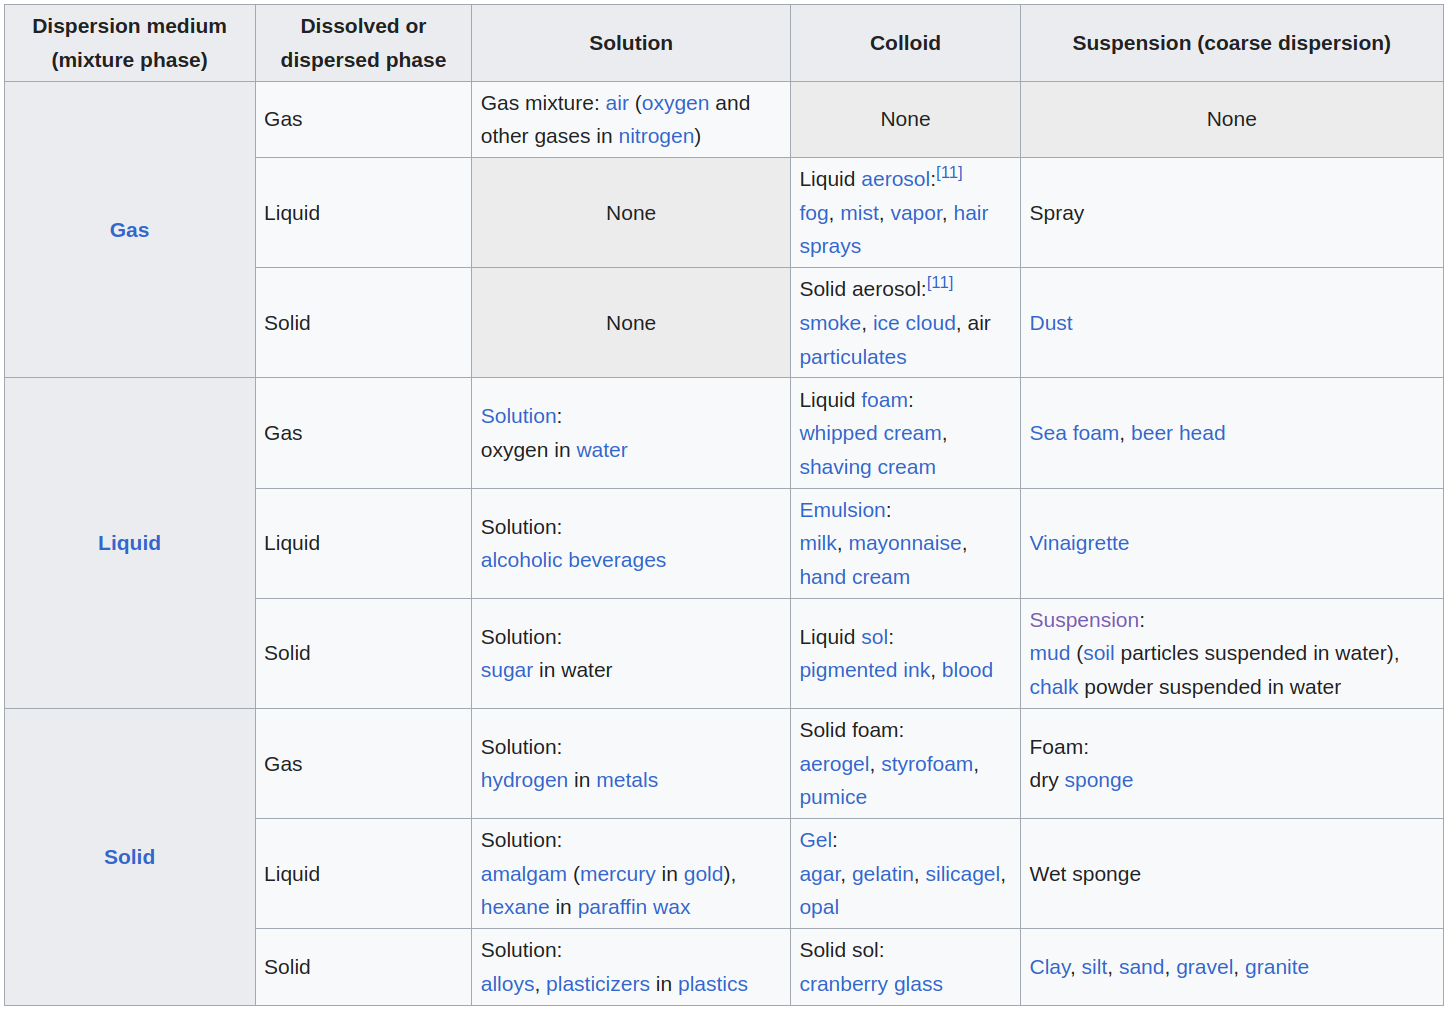 Dispersion medium
(mixture phase)
Dissolved or
dispersed phase
Solution
Colloid
Suspension (coarse dispersion)
Gas
Gas
Gas mixture: air (oxygen and
other gases in nitrogen)
None
None
Liquid
None
Liquid aerosol:[11]
fog, mist, vapor, hair
sprays
Spray
Solid
None
Solid aerosol:[11]
smoke, ice cloud, air
particulates
Dust
Liquid
Gas
Solution:
oxygen in water
Liquid foam:
whipped cream,
shaving cream
Sea foam, beer head
Liquid
Solution:
alcoholic beverages
Emulsion:
milk, mayonnaise,
hand cream
Vinaigrette
Solid
Solution:
sugar in water
Liquid sol:
pigmented ink, blood
Suspension:
mud (soil particles suspended in water),
chalk powder suspended in water
Solid
Gas
Solution:
hydrogen in metals
Solid foam:
aerogel, styrofoam,
pumice
Foam:
dry sponge
Liquid
Solution:
amalgam (mercury in gold),
hexane in paraffin wax
Gel:
agar, gelatin, silicagel,
opal
Wet sponge
Solid
Solution:
alloys, plasticizers in plastics
Solid sol:
cranberry glass
Clay, silt, sand, gravel, granite